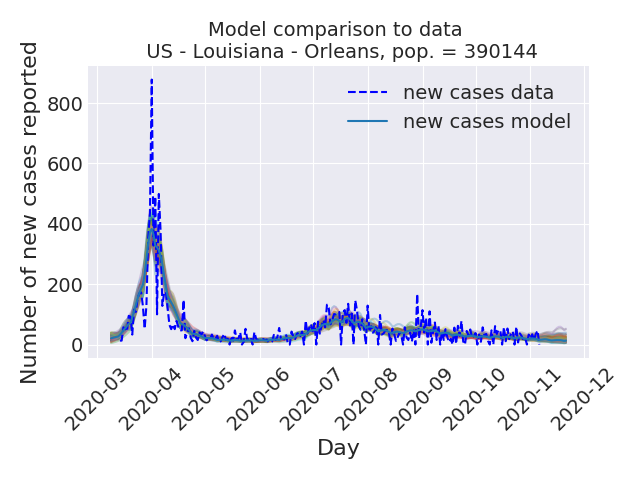 Model comparison to data
US - Louisiana - Orleans, pop. = 390144
Number of new cases reported
800
600
400
200
0
new cases data
new cases model
2020-03
2020-04
2020-05
2020-06
2020-07
2020-08
2020-09
2020-10
2020-11
2020-12
Day